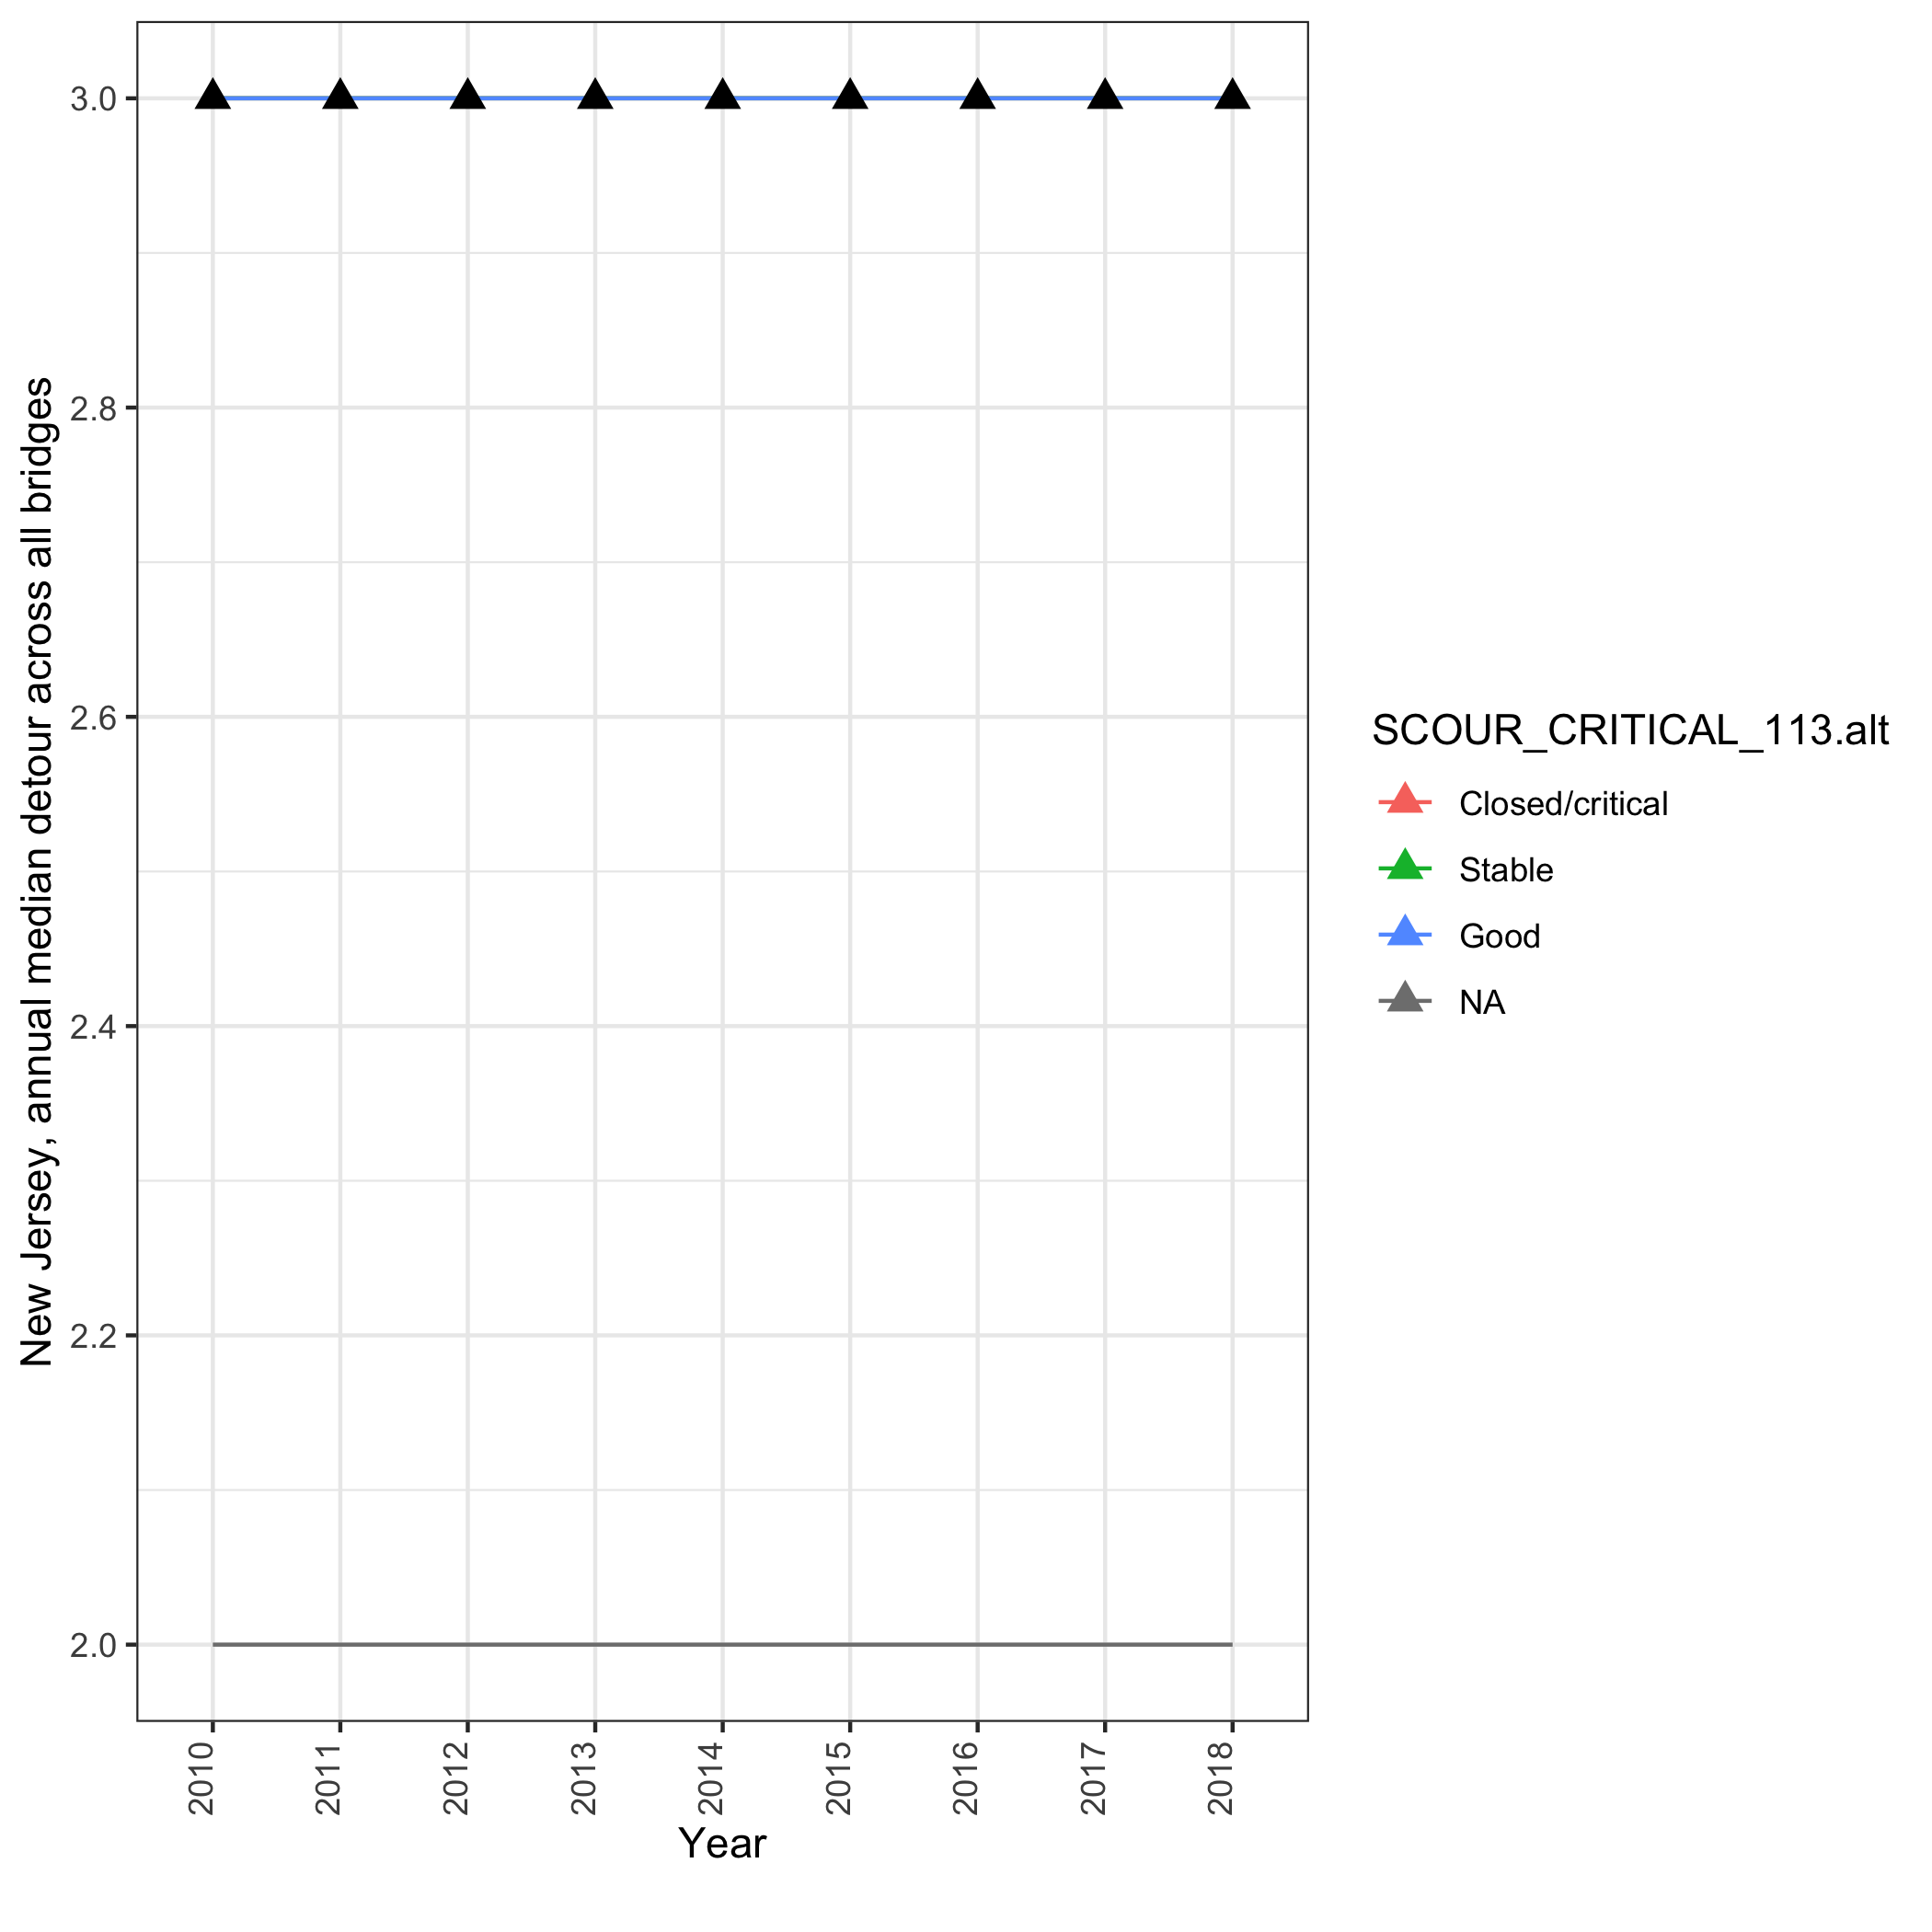 New Jersey, annual median detour across all bridges
3.0
2.8
2.6
2.4
2.2
2.0
2010
2011
2012
2013
2014
2015
2016
2017
2018
Year
SCOUR_CRITICAL_113.alt
Closed/critical
Stable
Good
NA